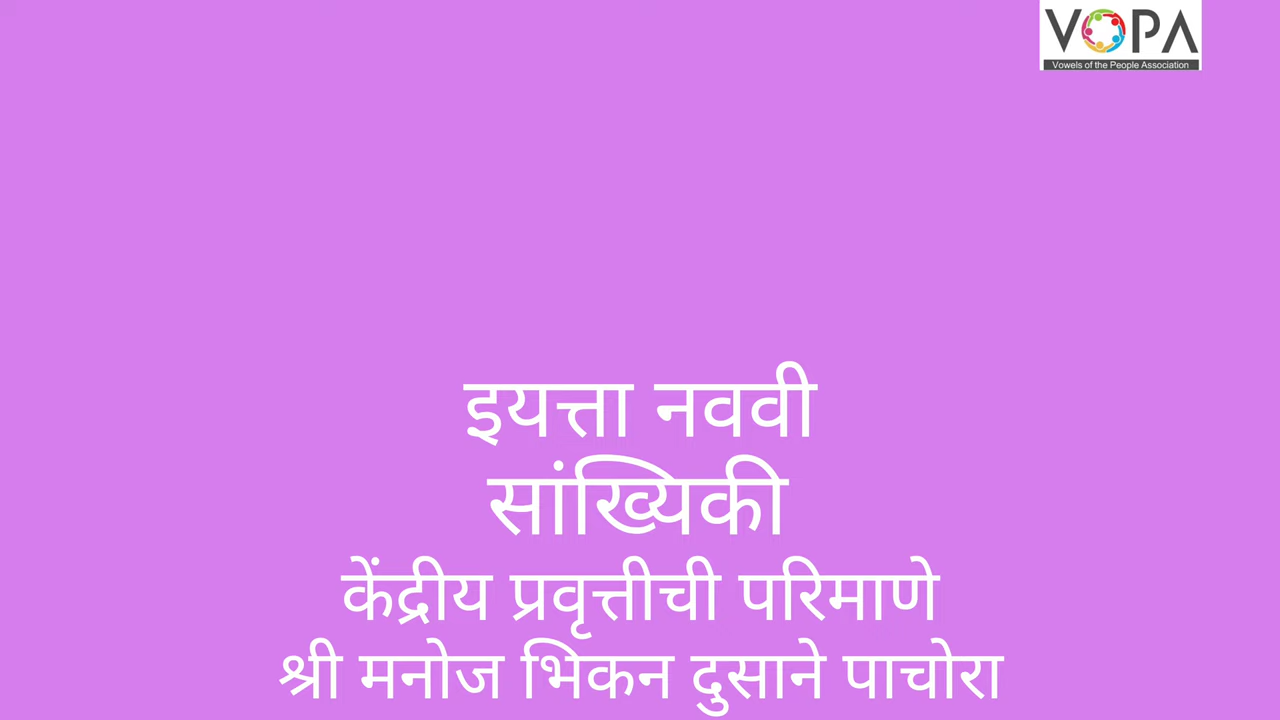 VOPA
Vowels of the People Association
इयत्ता नववी
सांख्यिकी
केंद्रीय प्रवृत्तीची परिमाणे
श्री मनोज भिकन दुसाने पाचोरा